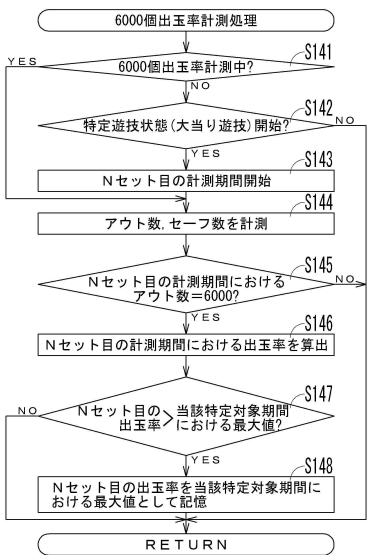 6000個出玉率計測処理
S141
YES
6000個出玉率計測中?
NO
S142
特定遊技状態(大当り遊技)開始?
NO
YES
S143
Nセット目の計測期間開始
S144
アウト数,セーフ数を計測
S145
Nセット目の計測期間における
アウト数=6000?
NO
YES
S146
Nセット目の計測期間における出玉率を算出
S147
NO
Nセット目の 出玉率 > 当該特定対象期間 における最大値?
YES
S148
Nセット目の出玉率を当該特定対象期間に
おける最大値として記憶
RETURN